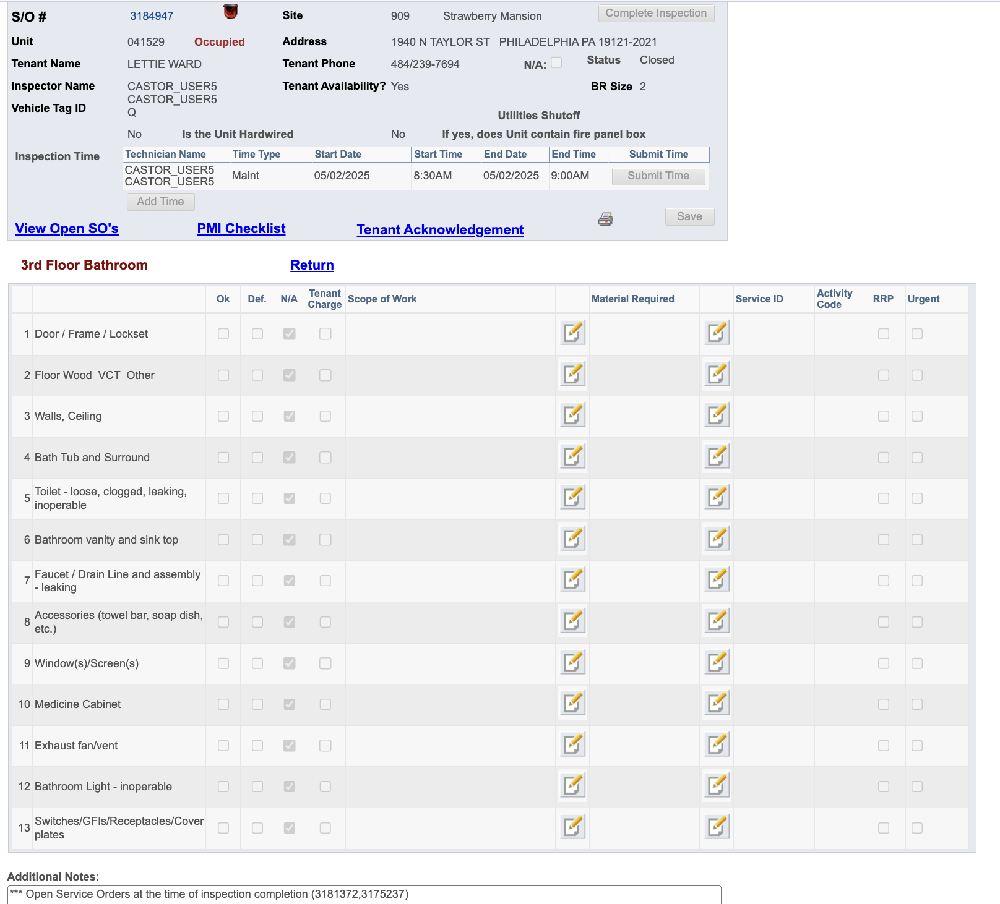 S/O # 3184947 Site 909 Strawberry Mansion Complete Inspection
Unit 041529 Occupied Address 1940 N TAYLOR ST PHILADELPHIA PA 19121-2021
Tenant Name LETTIE WARD Tenant Phone 484/239-7694 N/A: Status Closed
Inspector Name CASTOR_USER5 Tenant Availability? Yes BR Size 2
CASTOR_USER5
Vehicle Tag ID Q
Utilities Shutoff
No Is the Unit Hardwired No If yes, does Unit contain fire panel box
Inspection Time Technician Name Time Type Start Date Start Time End Date End Time Submit Time
CASTOR_USER5
CASTOR_USER5 Maint 05/02/2025 8:30AM 05/02/2025 9:00AM Submit Time
Add Time
Save
View Open SO's PMI Checklist Tenant Acknowledgement
3rd Floor Bathroom Return
Ok Def. N/A Tenant Charge Scope of Work Material Required Service ID Activity Code RRP Urgent
1 Door / Frame / Lockset
2 Floor Wood VCT Other
3 Walls, Ceiling
4 Bath Tub and Surround
5 Toilet - loose, clogged, leaking,
inoperable
6 Bathroom vanity and sink top
7 Faucet / Drain Line and assembly
- leaking
8 Accessories (towel bar, soap dish,
etc.)
9 Window(s)/Screen(s)
10 Medicine Cabinet
11 Exhaust fan/vent
12 Bathroom Light - inoperable
13 Switches/GFIs/Receptacles/Cover
plates
Additional Notes:
*** Open Service Orders at the time of inspection completion (3181372,3175237)